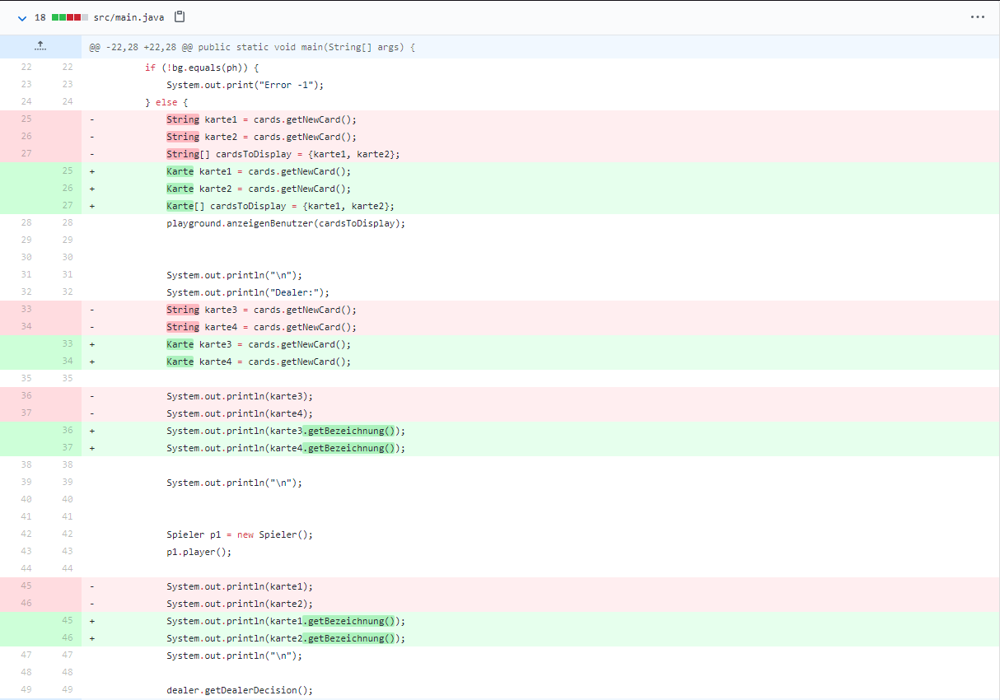 18 src/main.java
@@ -22,28 +22,28 @@ public static void main(String[] args) {
22 22 if (!bg.equals(ph)) {
23 23 System.out.print("Error -1");
24 24 } else {
25 - String karte1 = cards.getNewCard();
26 - String karte2 = cards.getNewCard();
27 - String[] cardsToDisplay = {karte1, karte2};
25 + Karte karte1 = cards.getNewCard();
26 + Karte karte2 = cards.getNewCard();
27 + Karte[] cardsToDisplay = {karte1, karte2};
28 28 playground.anzeigenBenutzer(cardsToDisplay);
29 29
30 30
31 31 System.out.println("\n");
32 32 System.out.println("Dealer:");
33 - String karte3 = cards.getNewCard();
34 - String karte4 = cards.getNewCard();
33 + Karte karte3 = cards.getNewCard();
34 + Karte karte4 = cards.getNewCard();
35 35
36 - System.out.println(karte3);
37 - System.out.println(karte4);
36 + System.out.println(karte3.getBezeichnung());
37 + System.out.println(karte4.getBezeichnung());
38 38
39 39 System.out.println("\n");
40 40
41 41
42 42 Spieler p1 = new Spieler();
43 43 p1.player();
44 44
45 - System.out.println(karte1);
46 - System.out.println(karte2);
45 + System.out.println(karte1.getBezeichnung());
46 + System.out.println(karte2.getBezeichnung());
47 47 System.out.println("\n");
48 48
49 49 dealer.getDealerDecision();